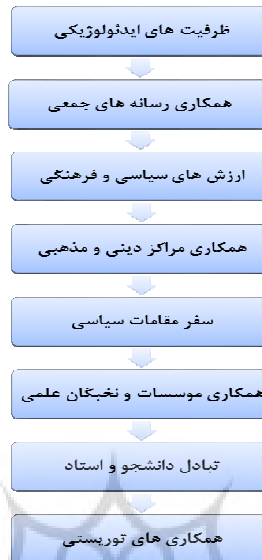 ظرفیت های ایدئولوژیکی
همکاری رسانه های جمعی
ارزش های سیاسی و فرهنگی
همکاری مراکز دینی و مذهبی
سفر مقامات سیاسی
همکاری موسسات و نخبگان علمی
تبادل دانشجو و استاد
همکاری های توریستی